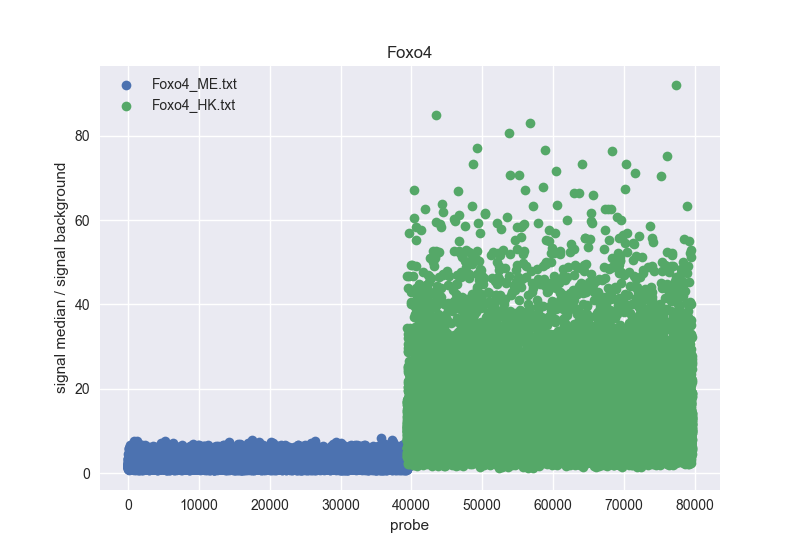 Foxo4
Foxo4_ME.txt
Foxo4_HK.txt
signal median / signal background
80
60
40
20
0
0 10000 20000 30000 40000 50000 60000 70000 80000
probe